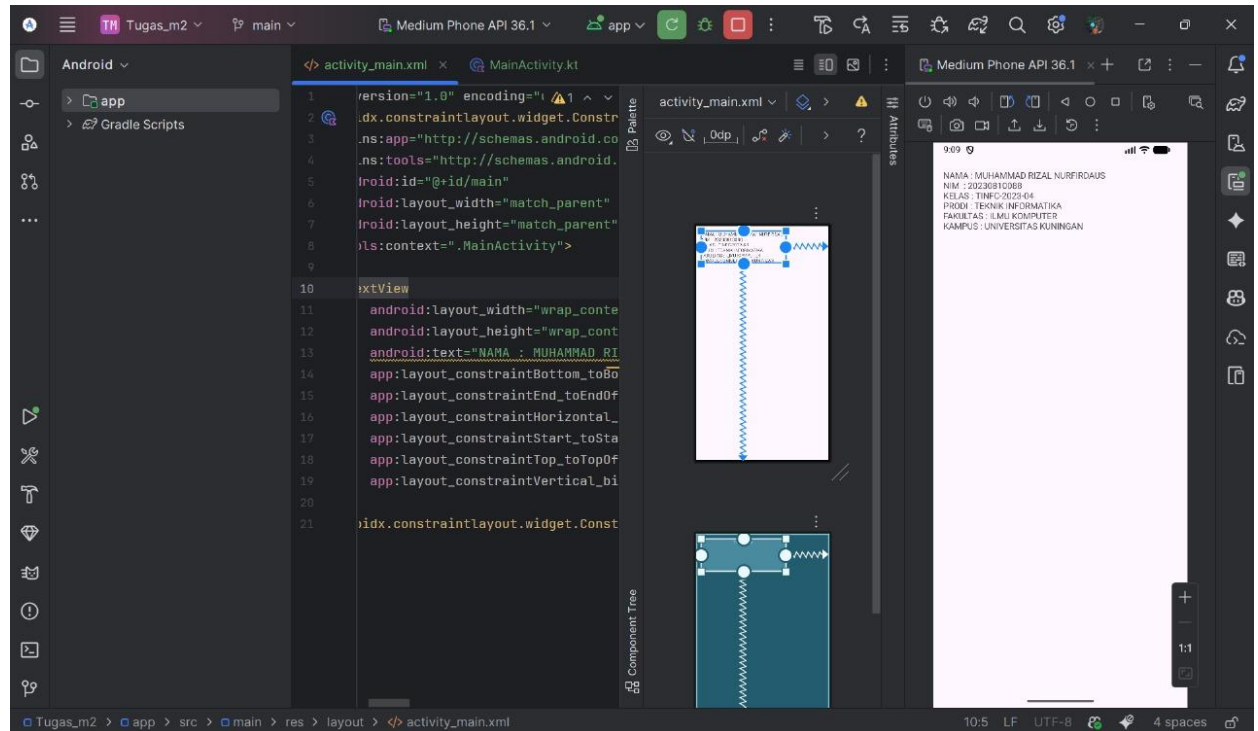 TM Tugas_m2 main Medium Phone API 36.1 app
Android
app
Gradle Scripts
activity_main.xml MainActivity.kt
1 version="1.0" encoding="u 1
2 idx.constraintlayout.widget.Constr
3 .ns:app="http://schemas.android.co
4 .ns:tools="http://schemas.android.
5 droid:id="@+id/main"
6 droid:layout_width="match_parent"
7 droid:layout_height="match_parent"
8 ols:context=".MainActivity">
9
10 extView
11 android:layout_width="wrap_conte
12 android:layout_height="wrap_cont
13 android:text="NAMA : MUHAMMAD RI
14 app:layout_constraintBottom_toBo
15 app:layout_constraintEnd_toEndOf
16 app:layout_constraintHorizontal_
17 app:layout_constraintStart_toSta
18 app:layout_constraintTop_toTopOf
19 app:layout_constraintVertical_bi
20
21 oidx.constraintlayout.widget.Const
Palette
Component Tree
activity_main.xml
0dp ?
Attributes
Medium Phone API 36.1
9:09
NAMA : MUHAMMAD RIZAL NURFIRDAUS
NIM : 20230810088
KELAS : TINFC-2023-04
PRODI : TEKNIK INFORMATIKA
FAKULTAS : ILMU KOMPUTER
KAMPUS : UNIVERSITAS KUNINGAN
1:1
Tugas_m2 > app > src > main > res > layout > activity_main.xml
10:5 LF UTF-8 4 spaces